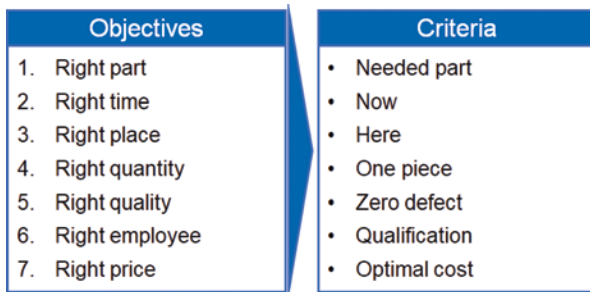 Objectives
1. Right part
2. Right time
3. Right place
4. Right quantity
5. Right quality
6. Right employee
7. Right price
Criteria
• Needed part
• Now
• Here
• One piece
• Zero defect
• Qualification
• Optimal cost